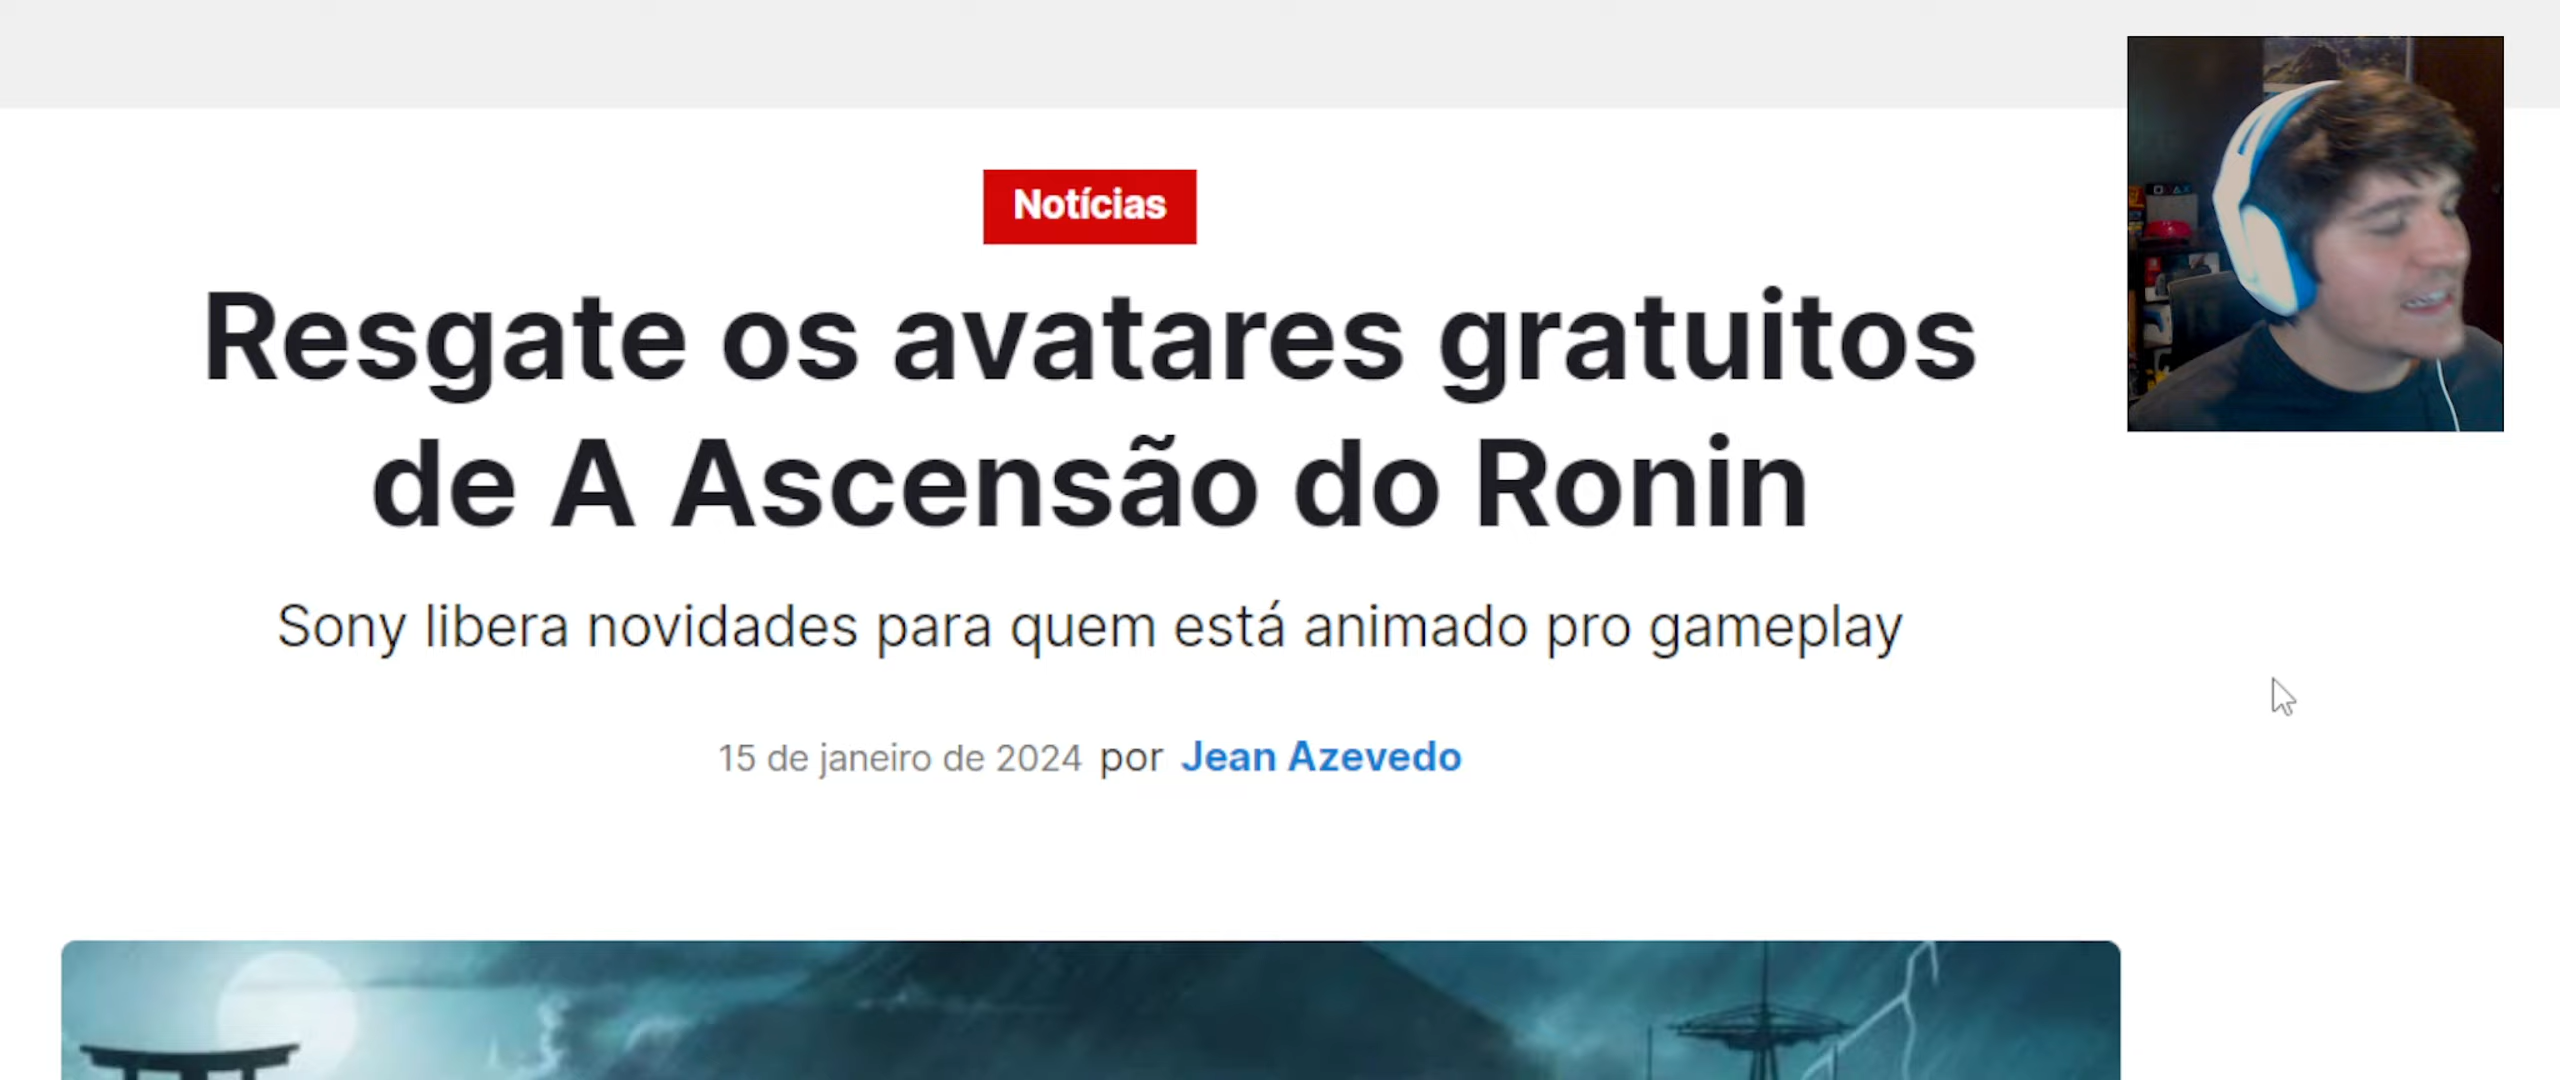 Notícias
Resgate os avatares gratuitos
de A Ascensão do Ronin
Sony libera novidades para quem está animado pro gameplay
15 de janeiro de 2024 por Jean Azevedo